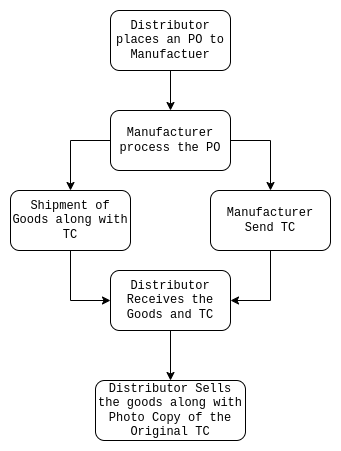 Distributor
places an PO to
Manufactuer
Manufacturer
process the PO
Shipment of
Goods along with
TC
Manufacturer
Send TC
Distributor
Receives the
Goods and TC
Distributor Sells
the goods along with
Photo Copy of the
Original TC